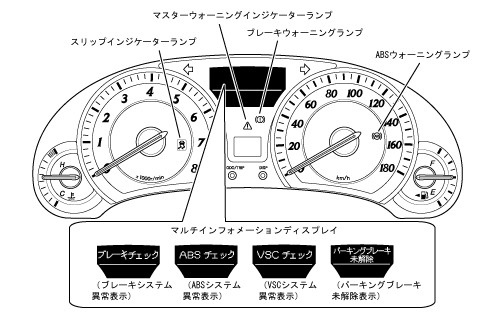 マスターウォーニングインジケーターランプ
ブレーキウォーニングランプ
スリップインジケーターランプ
ABSウォーニングランプ
1
2
3
4
5
6
7
8
×1000r/min
H
C
ODO/TRIP
DISP
0
20
40
60
80
100
120
140
160
180
km/h
F
E
マルチインフォメーションディスプレイ
ブレーキチェック
ABS チェック
VSC チェック
パーキングブレーキ
未解除
(ブレーキシステム
異常表示)
(ABSシステム
異常表示)
(VSCシステム
異常表示)
(パーキングブレーキ
未解除表示)